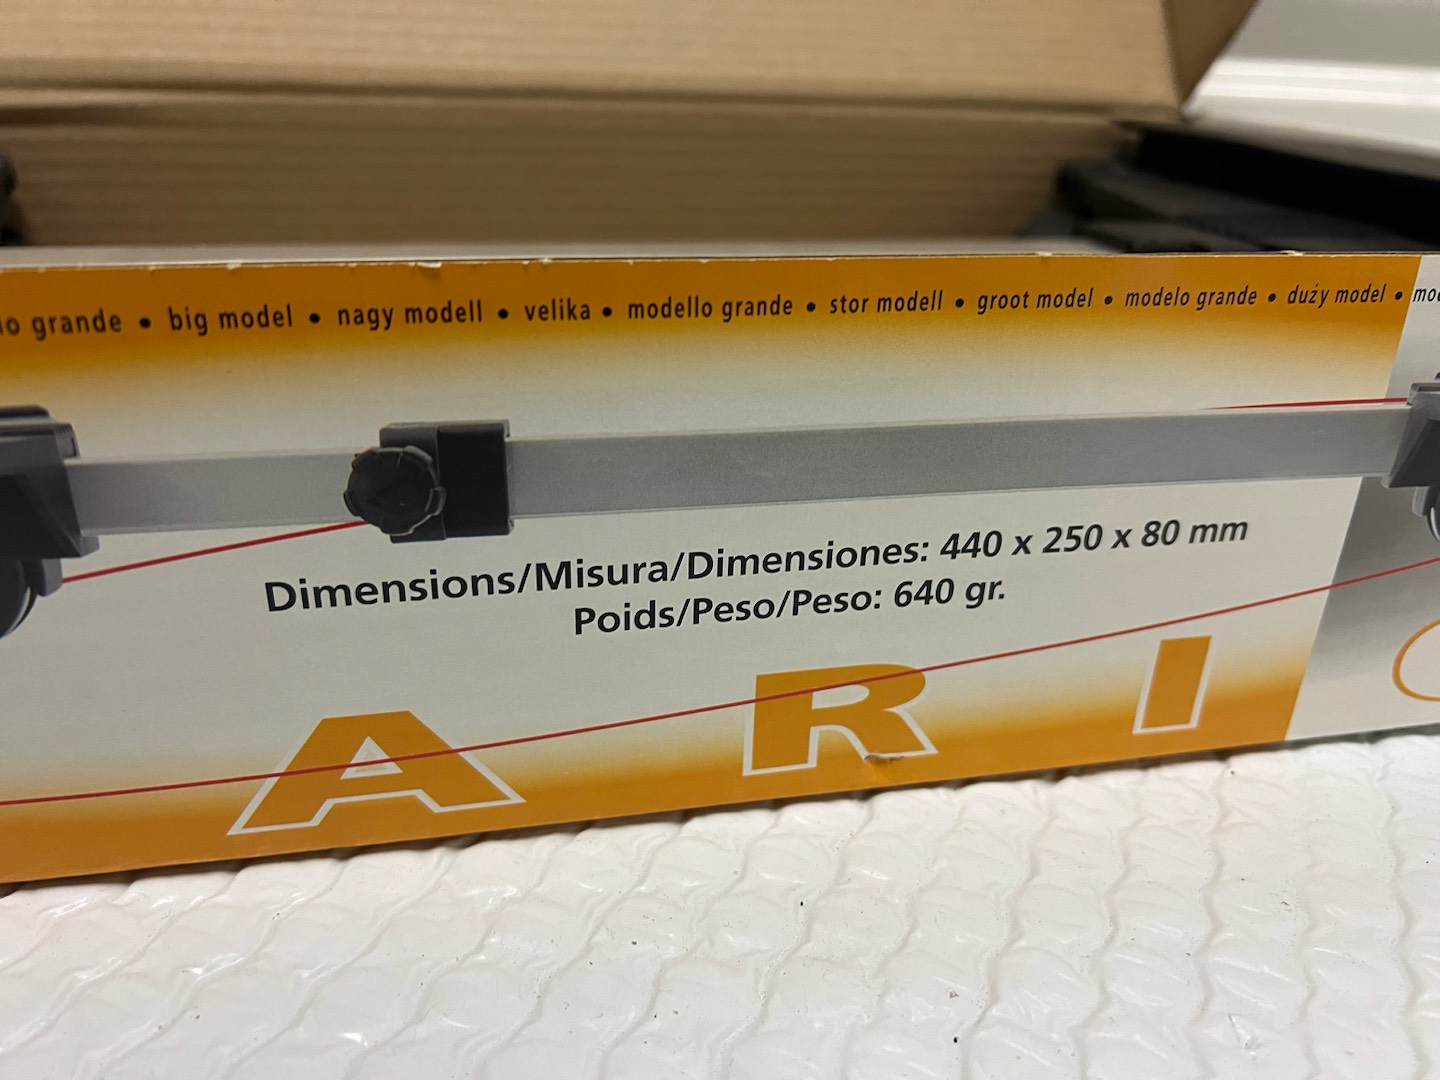 grande • big model • nagy modell • velika • modello grande • stor modell • groot model • modelo grande • duży model •
Dimensions/Misura/Dimensiones: 440 x 250 x 80 mm
Poids/Peso/Peso: 640 gr.
A R I